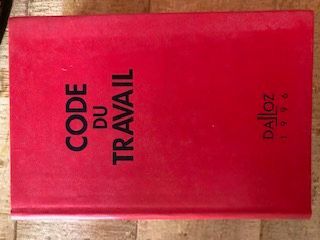 CODE
DU
TRAVAIL
DALLOZ
1996